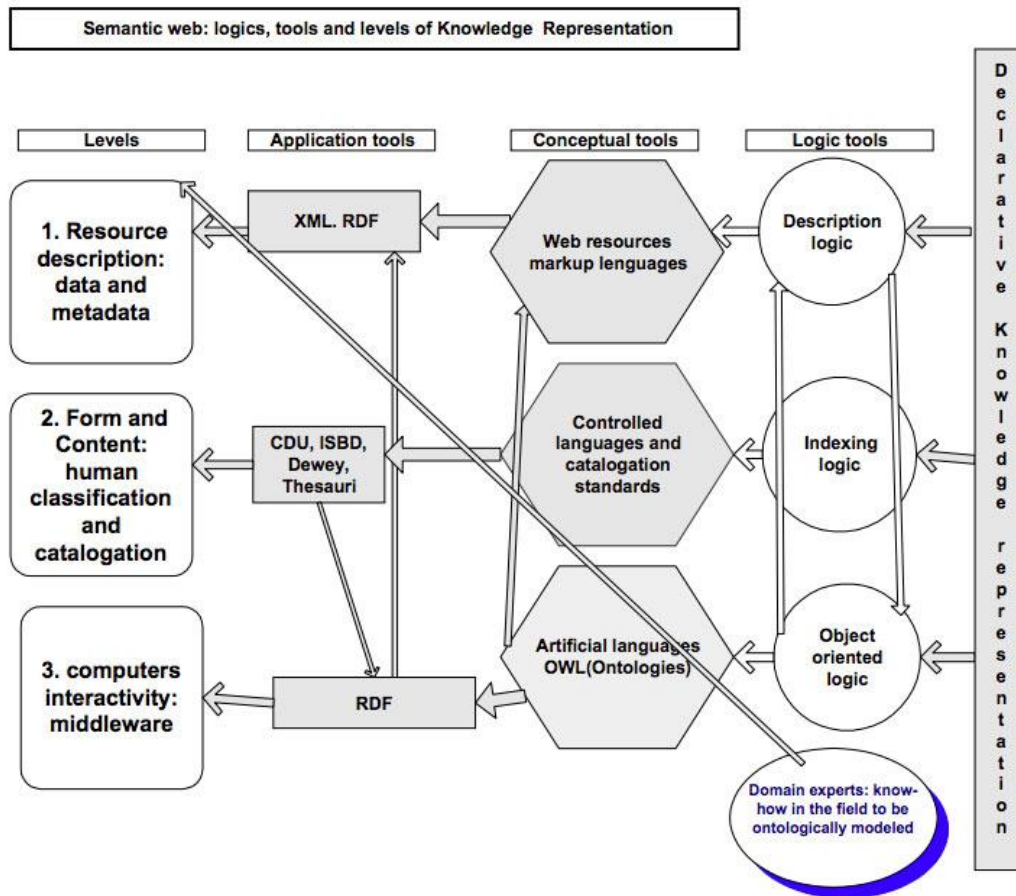 Semantic web: logics, tools and levels of Knowledge Representation
Levels
Application tools
Conceptual tools
Logic tools
1. Resource
description:
data and
metadata
XML. RDF
Web resources
markup lenguages
Description
logic
2. Form and
Content:
human
classification
and
catalogation
CDU, ISBD,
Dewey,
Thesauri
Controlled
languages and
catalogation
standards
Indexing
logic
3. computers
interactivity:
middleware
RDF
Artificial languages
OWL(Ontologies)
Object
oriented
logic
Domain experts: know-
how in the field to be
ontologically modeled
Declarative Knowledge representation